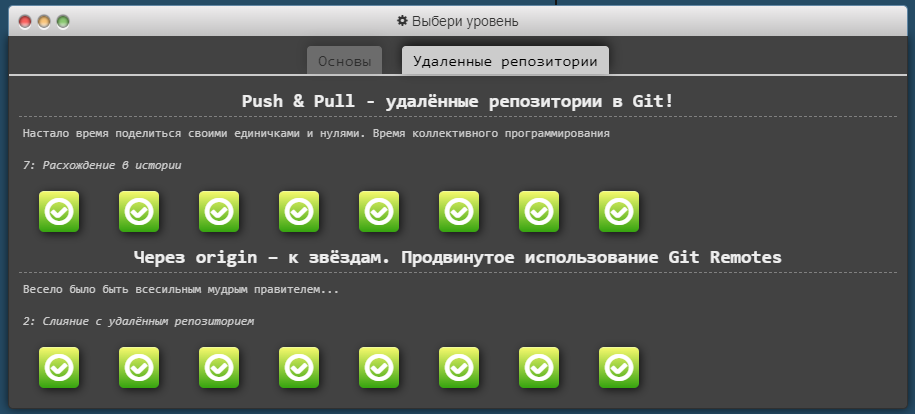 Выбери уровень
Основы
Удаленные репозитории
Push & Pull - удалённые репозитории в Git!
Настало время поделиться своими единичками и нулями. Время коллективного программирования
7: Расхождение в истории
Через origin – к звёздам. Продвинутое использование Git Remotes
Весело было быть всесильным мудрым правителем...
2: Слияние с удалённым репозиторием